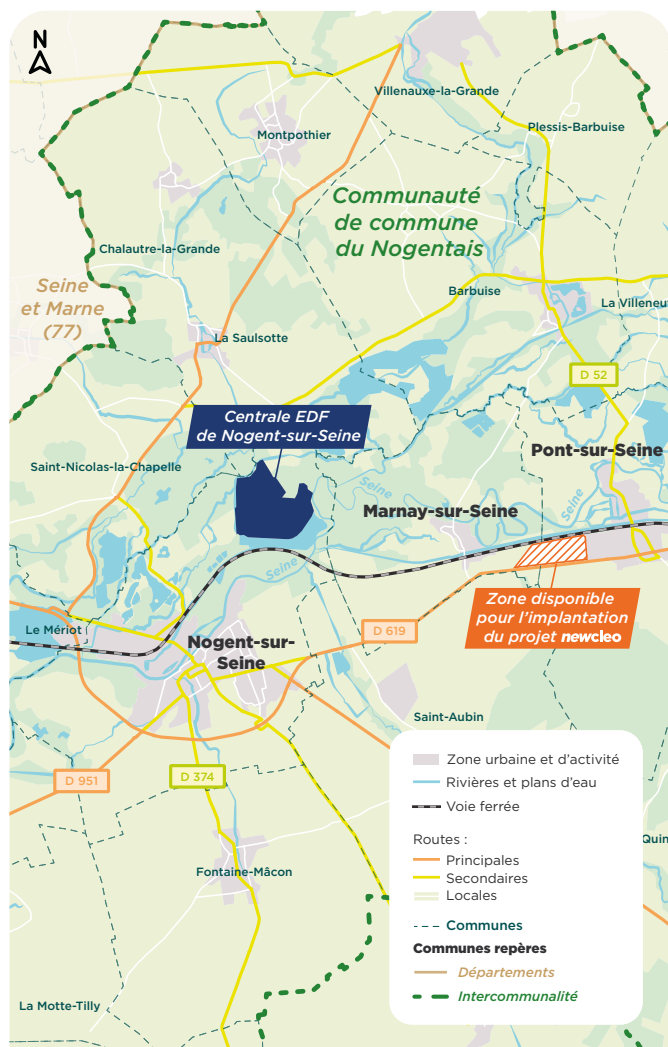 N
Villenauxe-la-Grande
Plessis-Barbuise
Montpothier
Communauté
de commune
du Nogentais
Chalautre-la-Grande
Seine
et Marne
(77)
Barbuise
La Villeneu
La Saulsotte
D 52
Centrale EDF
de Nogent-sur-Seine
Pont-sur-Seine
Saint-Nicolas-la-Chapelle
Seine
Seine
Marnay-sur-Seine
Seine
Zone disponible
pour l'implantation
du projet newcleo
Le Mériot
Nogent-sur-
Seine
D 619
Saint-Aubin
D 951
D 374
Fontaine-Mâcon
La Motte-Tilly
Quin
Zone urbaine et d'activité
Rivières et plans d'eau
Voie ferrée
Routes :
Principales
Secondaires
Locales
Communes
Communes repères
Départements
Intercommunalité